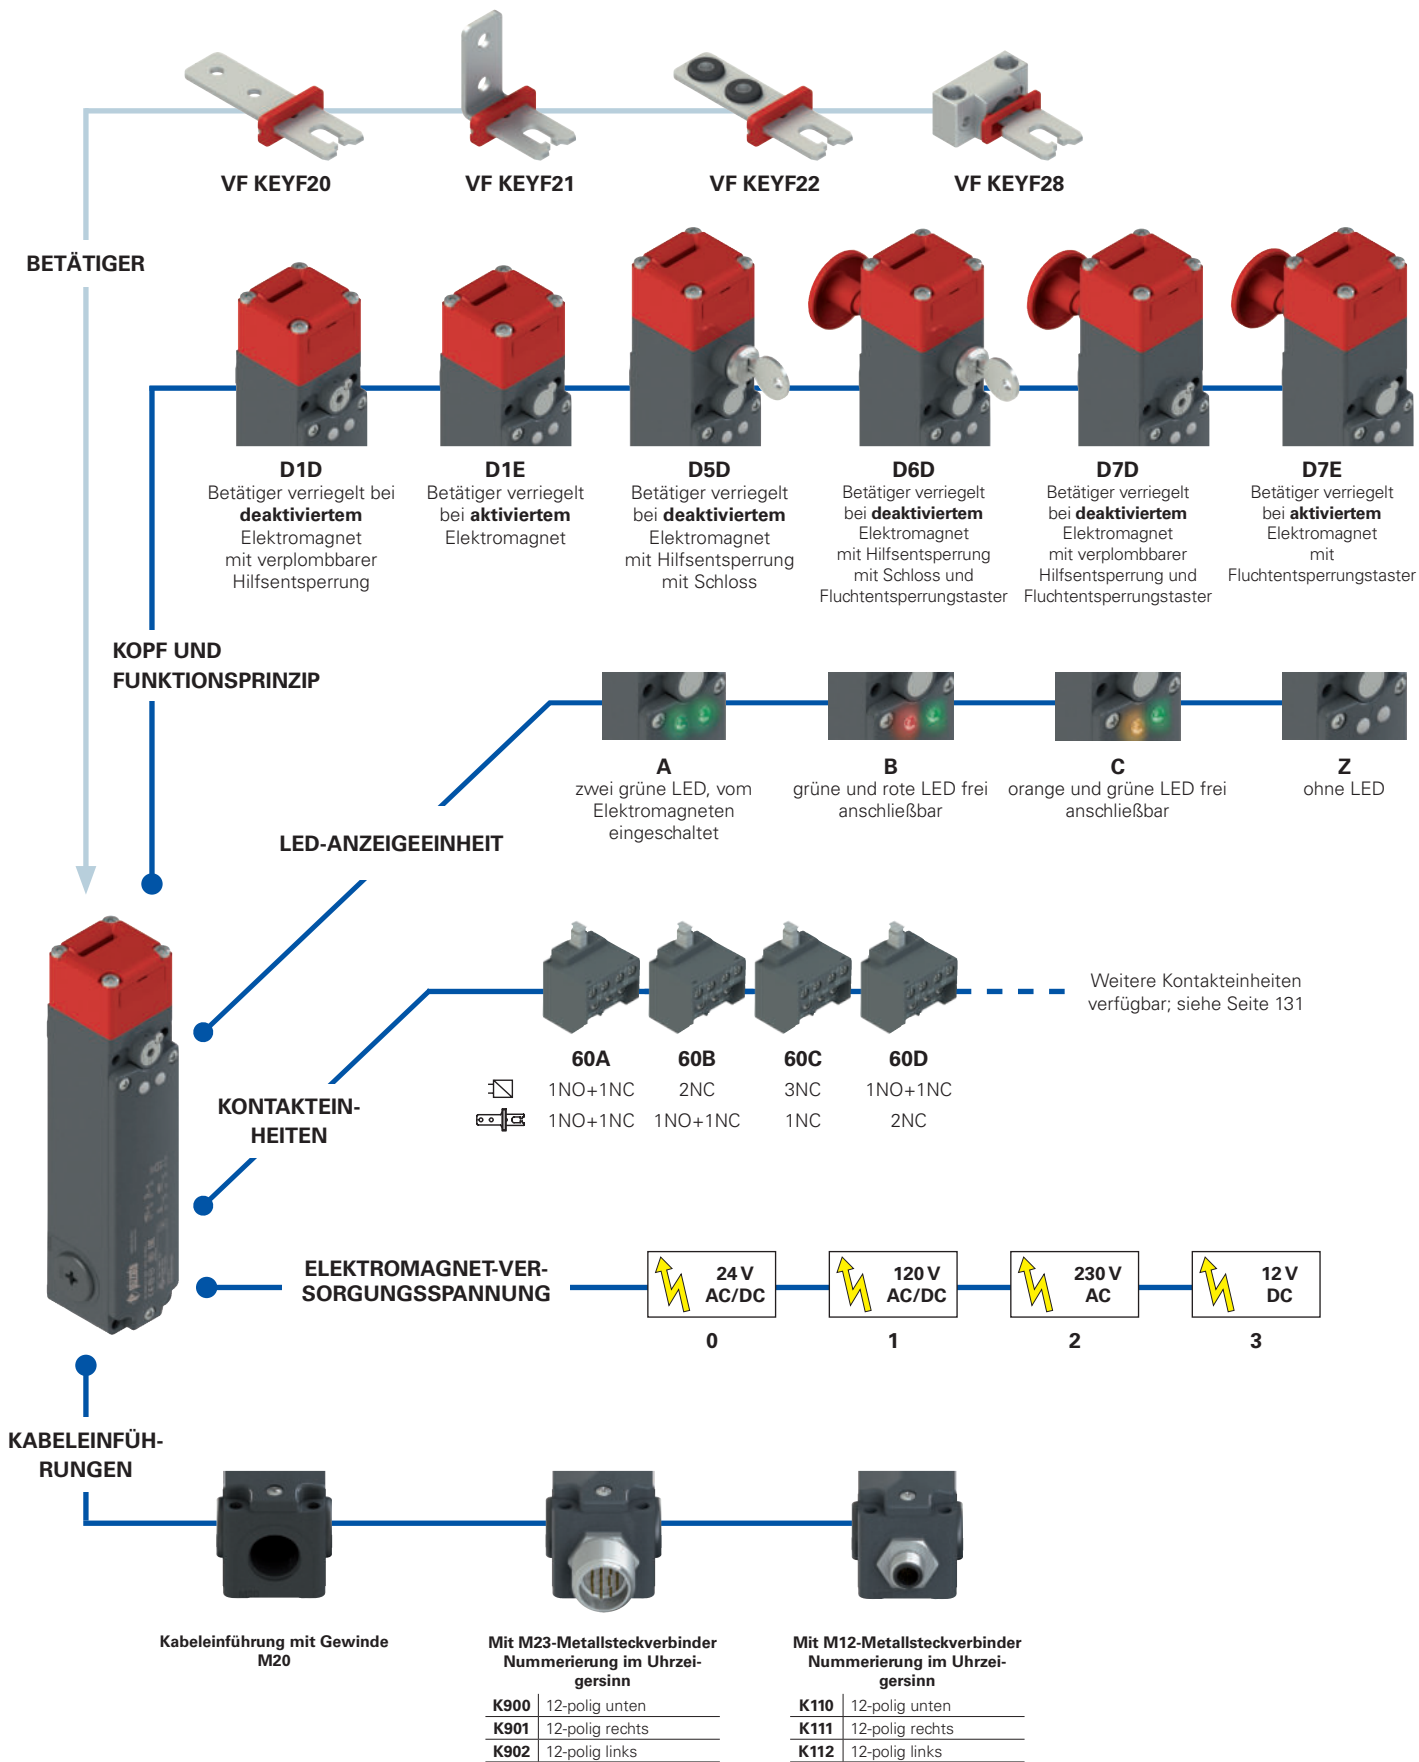 VF KEYF20
VF KEYF21
VF KEYF22
VF KEYF28
BETÄTIGER
D1D
Betätiger verriegelt bei
deaktiviertem
Elektromagnet
mit verplombbarer
Hilfsentsperrung
D1E
Betätiger verriegelt
bei aktiviertem
Elektromagnet
D5D
Betätiger verriegelt
bei deaktiviertem
Elektromagnet
mit Hilfsentsperrung
mit Schloss
D6D
Betätiger verriegelt
bei deaktiviertem
Elektromagnet
mit Hilfsentsperrung
mit Schloss und
Fluchtentsperrungstaster
D7D
Betätiger verriegelt
bei deaktiviertem
Elektromagnet
mit verplombbarer
Hilfsentsperrung und
Fluchtentsperrungstaster
D7E
Betätiger verriegelt
bei aktiviertem
Elektromagnet
mit
Fluchtentsperrungstaster
KOPF UND
FUNKTIONSPRINZIP
A
zwei grüne LED, vom
Elektromagneten
eingeschaltet
B
grüne und rote LED frei
anschließbar
C
orange und grüne LED frei
anschließbar
Z
ohne LED
LED-ANZEIGEEINHEIT
Weitere Kontakteinheiten
verfügbar; siehe Seite 131
60A 60B 60C 60D
1NO+1NC 2NC 3NC 1NO+1NC
1NO+1NC 1NO+1NC 1NC 2NC
KONTAKTEIN-
HEITEN
ELEKTROMAGNET-VER-
SORGUNGSSPANNUNG
24 V
AC/DC
0
120 V
AC/DC
1
230 V
AC
2
12 V
DC
3
pizzato
KABELEINFÜH-
RUNGEN
Kabeleinführung mit Gewinde
M20
Mit M23-Metallsteckverbinder
Nummerierung im Uhrzei-
gersinn
K900 12-polig unten
K901 12-polig rechts
K902 12-polig links
Mit M12-Metallsteckverbinder
Nummerierung im Uhrzei-
gersinn
K110 12-polig unten
K111 12-polig rechts
K112 12-polig links